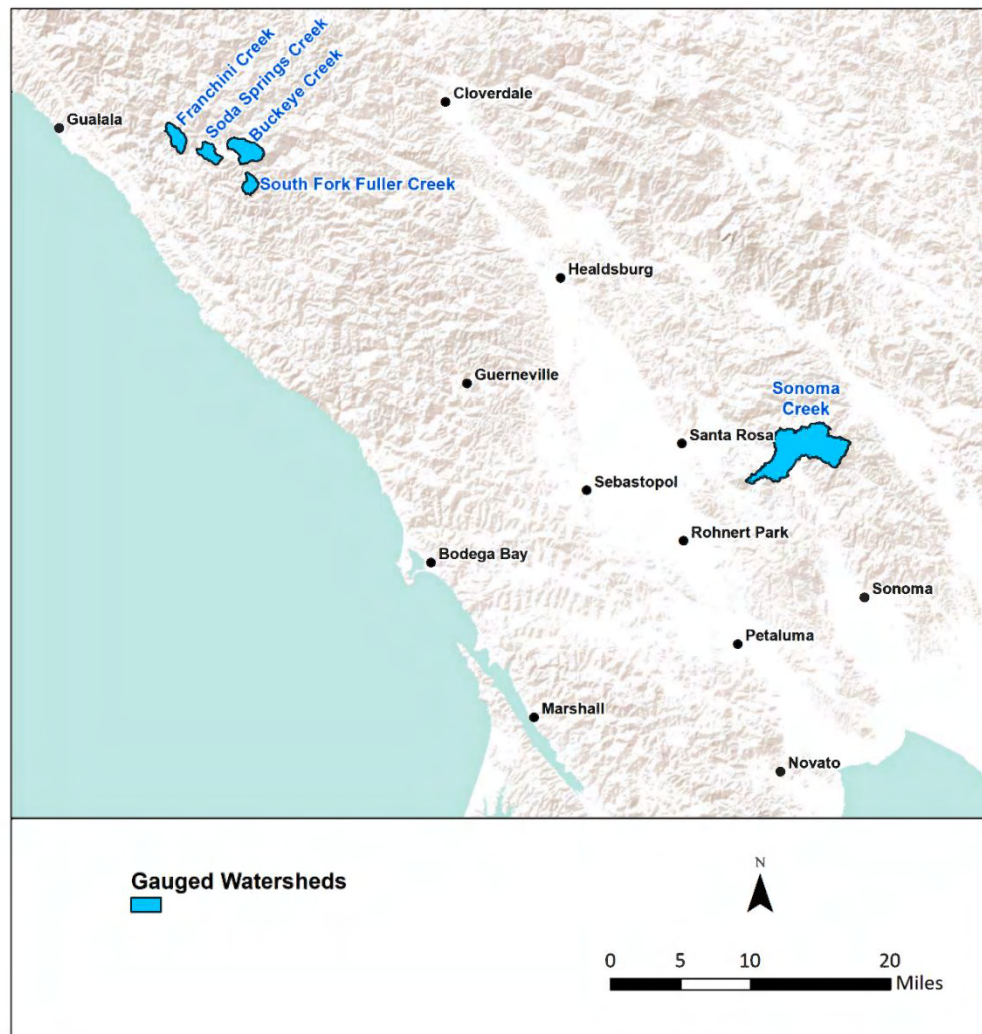 Franchini Creek
Soda Springs Creek
Buckeye Creek
Cloverdale
Gualala
South Fork Fuller Creek
Healdsburg
Guerneville
Sonoma
Creek
Santa Rosa
Sebastopol
Rohnert Park
Bodega Bay
Sonoma
Petaluma
Marshall
Novato
Gauged Watersheds
N
0 5 10 20
Miles